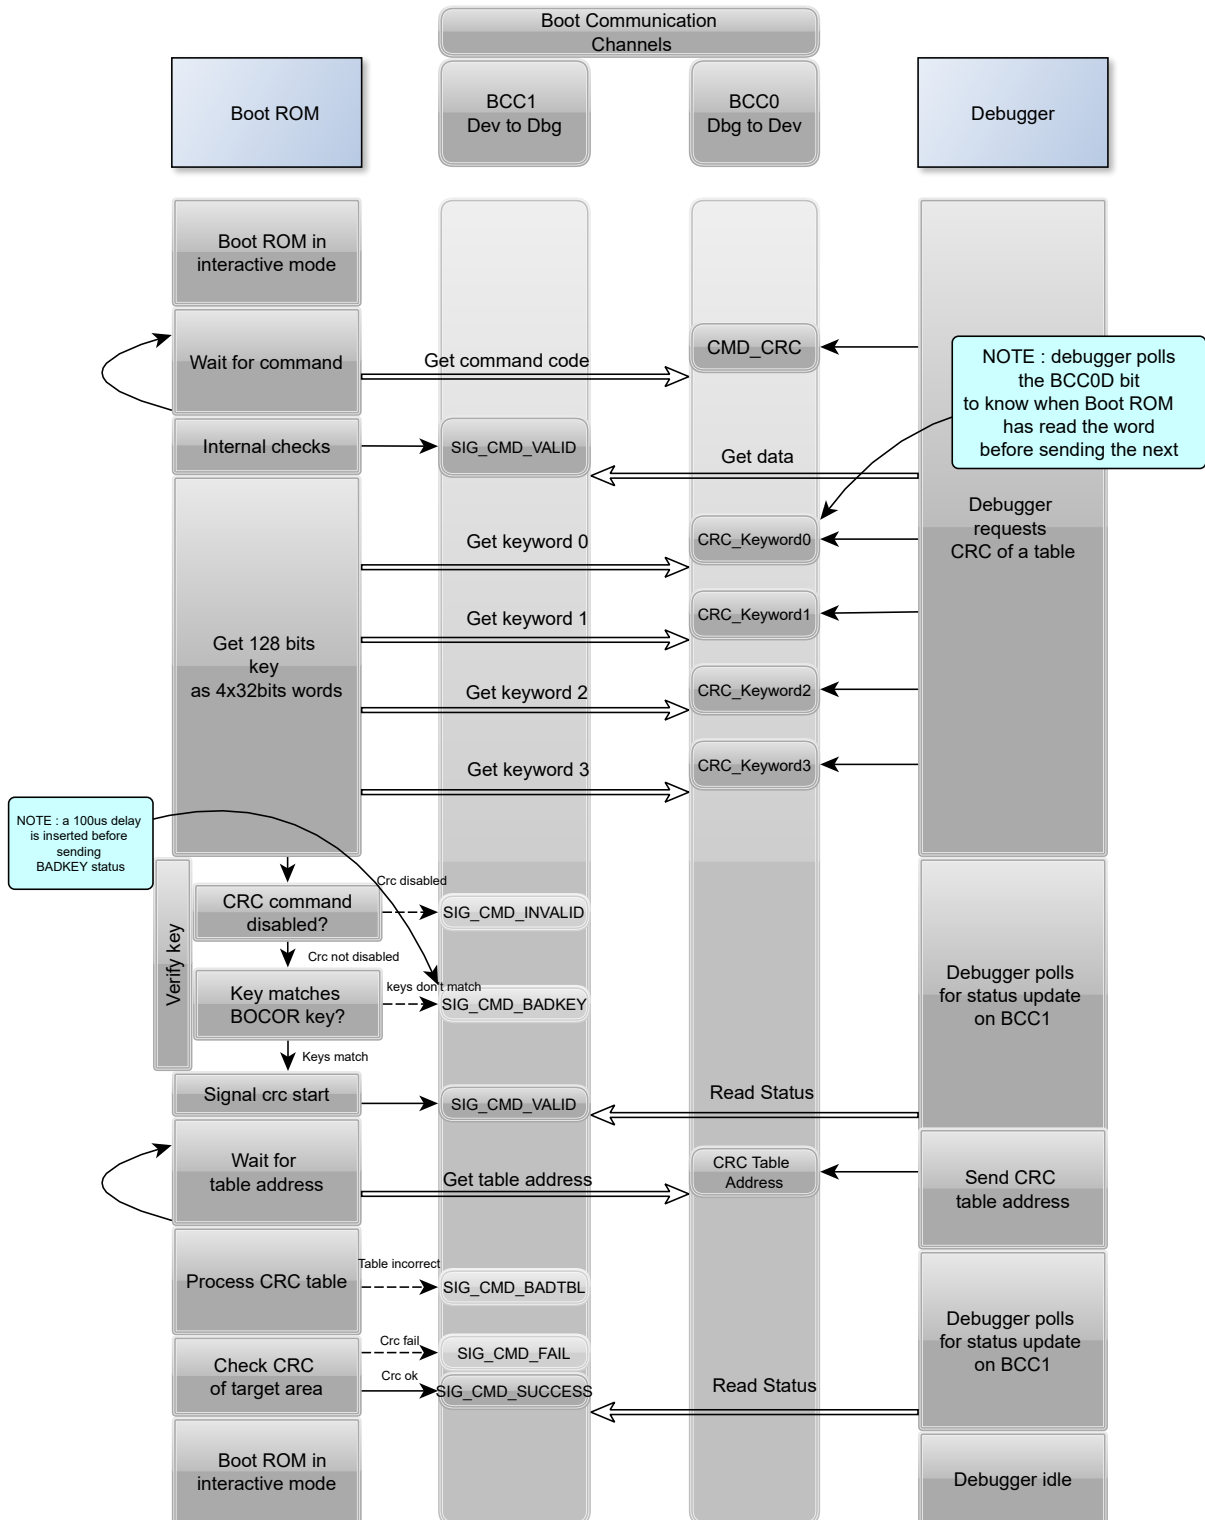 Boot Communication
Channels
Boot ROM
BCC1
Dev to Dbg
BCC0
Dbg to Dev
Debugger
Boot ROM in
interactive mode
Wait for command
Get command code
CMD_CRC
NOTE : debugger polls
the BCC0D bit
to know when Boot ROM
has read the word
before sending the next
Internal checks
SIG_CMD_VALID
Get data
Debugger
requests
CRC of a table
Get 128 bits
key
as 4x32bits words
Get keyword 0
CRC_Keyword0
Get keyword 1
CRC_Keyword1
Get keyword 2
CRC_Keyword2
Get keyword 3
CRC_Keyword3
NOTE : a 100us delay
is inserted before
sending
BADKEY status
Verify key
CRC command
disabled?
Crc disabled
SIG_CMD_INVALID
Crc not disabled
Key matches
BOCOR key?
keys don't match
SIG_CMD_BADKEY
Debugger polls
for status update
on BCC1
Keys match
Signal crc start
SIG_CMD_VALID
Read Status
Wait for
table address
Get table address
CRC Table
Address
Send CRC
table address
Process CRC table
Table incorrect
SIG_CMD_BADTBL
Debugger polls
for status update
on BCC1
Check CRC
of target area
Crc fail
SIG_CMD_FAIL
Crc ok
SIG_CMD_SUCCESS
Read Status
Boot ROM in
interactive mode
Debugger idle